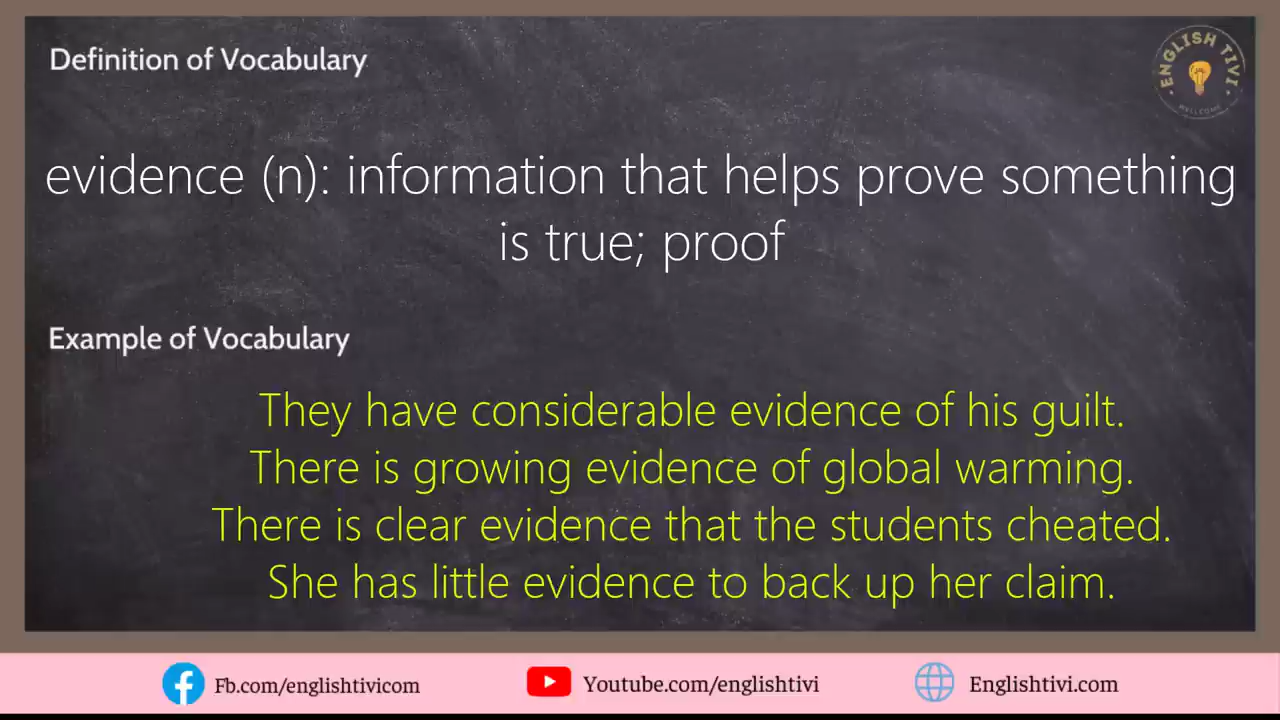 Definition of Vocabulary
ENGLISH TIVI
WELLCOME
evidence (n): information that helps prove something
is true; proof
Example of Vocabulary
They have considerable evidence of his guilt.
There is growing evidence of global warming.
There is clear evidence that the students cheated.
She has little evidence to back up her claim.
Fb.com/englishtivicom
Youtube.com/englishtivi
Englishtivi.com